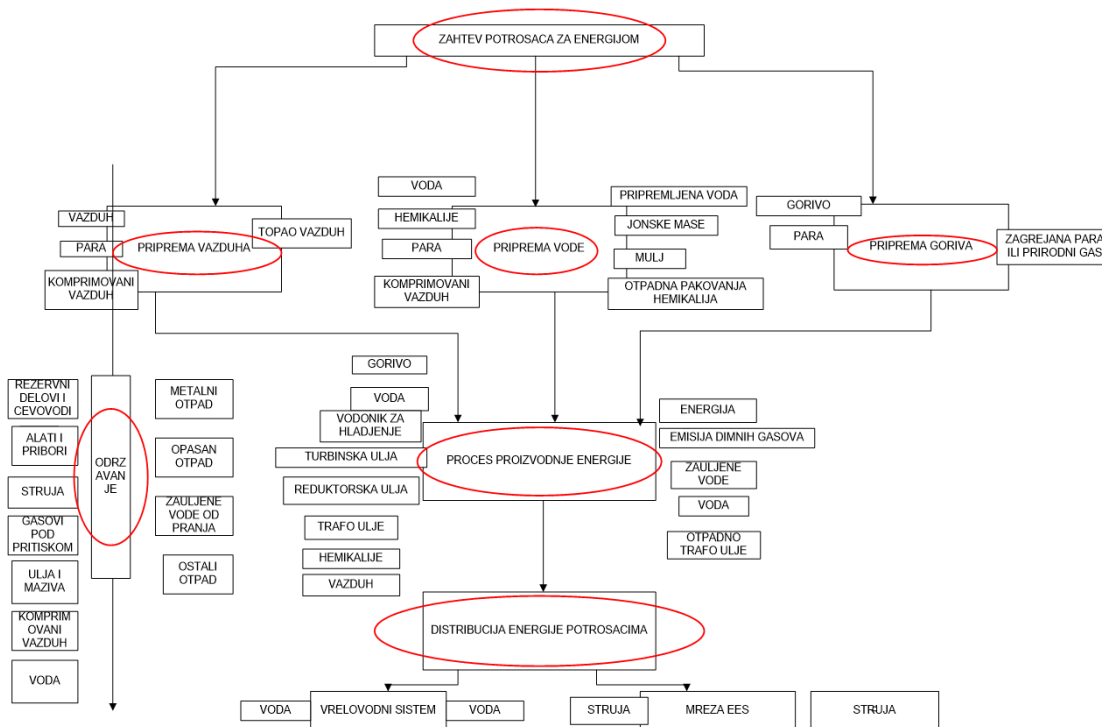 ZAHTEV POTROSACA ZA ENERGIJOM
VAZDUH
PARA
KOMPRIMOVANI
VAZDUH
PRIPREMA VAZDUHA
TOPAO VAZDUH
VODA
HEMIKALIJE
PARA
KOMPRIMOVANI
VAZDUH
PRIPREMA VODE
PRIPREMLJENA VODA
JONSKE MASE
MULJ
OTPADNA PAKOVANJA
HEMIKALIJA
GORIVO
PARA
PRIPREMA GORIVA
ZAGREJANA PARA
ILI PRIRODNI GAS
REZERVNI
DELOVI I
CEVOVODI
ALATI I
PRIBORI
STRUJA
GASOVI
POD
PRITISKOM
ULJA I
MAZIVA
KOMPRIM
OVANI
VAZDUH
VODA
ODRZ
AVANJE
METALNI
OTPAD
OPASAN
OTPAD
ZAULJENE
VODE OD
PRANJA
OSTALI
OTPAD
GORIVO
VODA
VODONIK ZA
HLADJENJE
TURBINSKA ULJA
REDUKTORSKA ULJA
TRAFO ULJE
HEMIKALIJE
VAZDUH
PROCES PROIZVODNJE ENERGIJE
ENERGIJA
EMISIJA DIMNIH GASOVA
ZAULJENE
VODE
VODA
OTPADNO
TRAFO ULJE
DISTRIBUCIJA ENERGIJE POTROSACIMA
VODA
VRELOVODNI SISTEM
VODA
STRUJA
MREZA EES
STRUJA